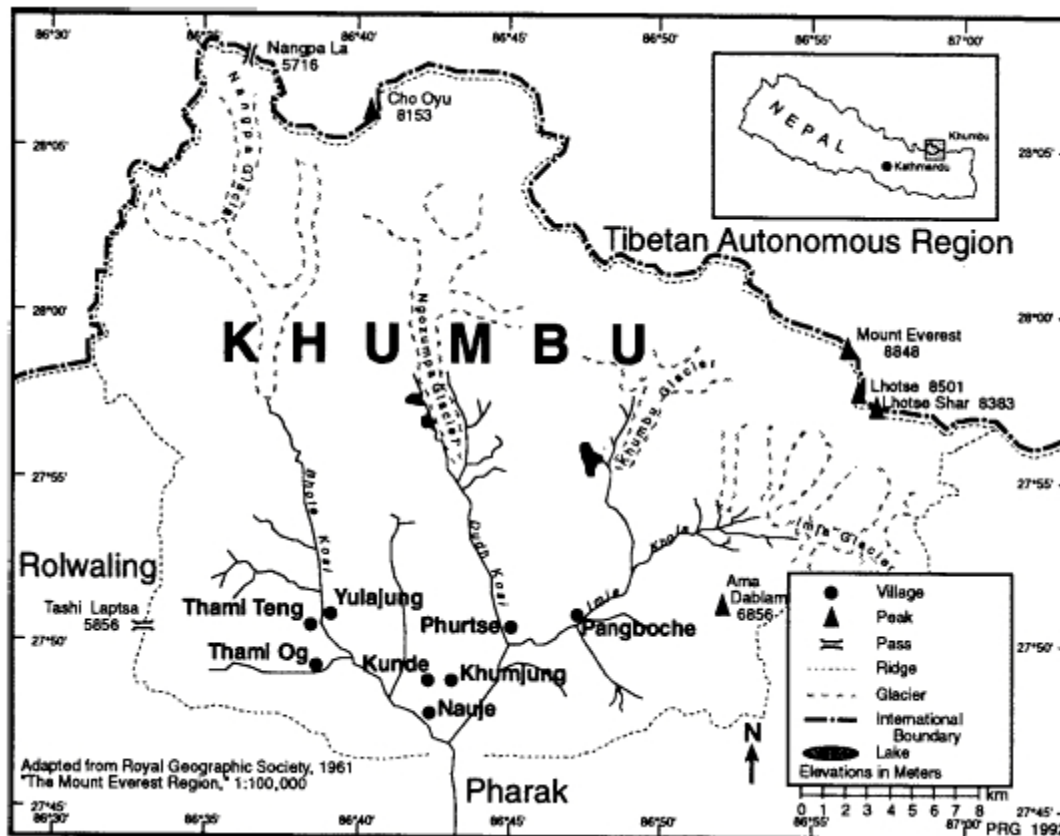 86°30'
86°35'
86°40'
86°45'
86°50'
86°55'
87°00'
Nangpa La
5716
Nangpa Glacier
Cho Oyu
8153
NEPAL
Khumbu
Kathmandu
28°05'
28°05'
Tibetan Autonomous Region
28°00'
28°00'
KHUMBU
Ngozumpa Glacier
Khumbu Glacier
Mount Everest
8848
Lhotse 8501
Lhotse Shar 8383
27°55'
27°55'
Bhote Kosi
Dudh Kosi
Imja Khola
Imja Glacier
Rolwaling
Tashi Laptsa
5856
Thami Teng
Yulajung
Thami Og
Kunde
Khumjung
Nauje
Phurtse
Pangboche
Ama
Dablam
6856
27°50'
27°50'
Village
Peak
Pass
Ridge
Glacier
International
Boundary
Lake
Elevations in Meters
0 1 2 3 4 5 6 7 8 km
N
Adapted from Royal Geographic Society, 1961
"The Mount Everest Region," 1:100,000
Pharak
27°45'
27°45'
86°30'
86°35'
86°40'
86°45'
86°50'
86°55'
87°00'
PRG